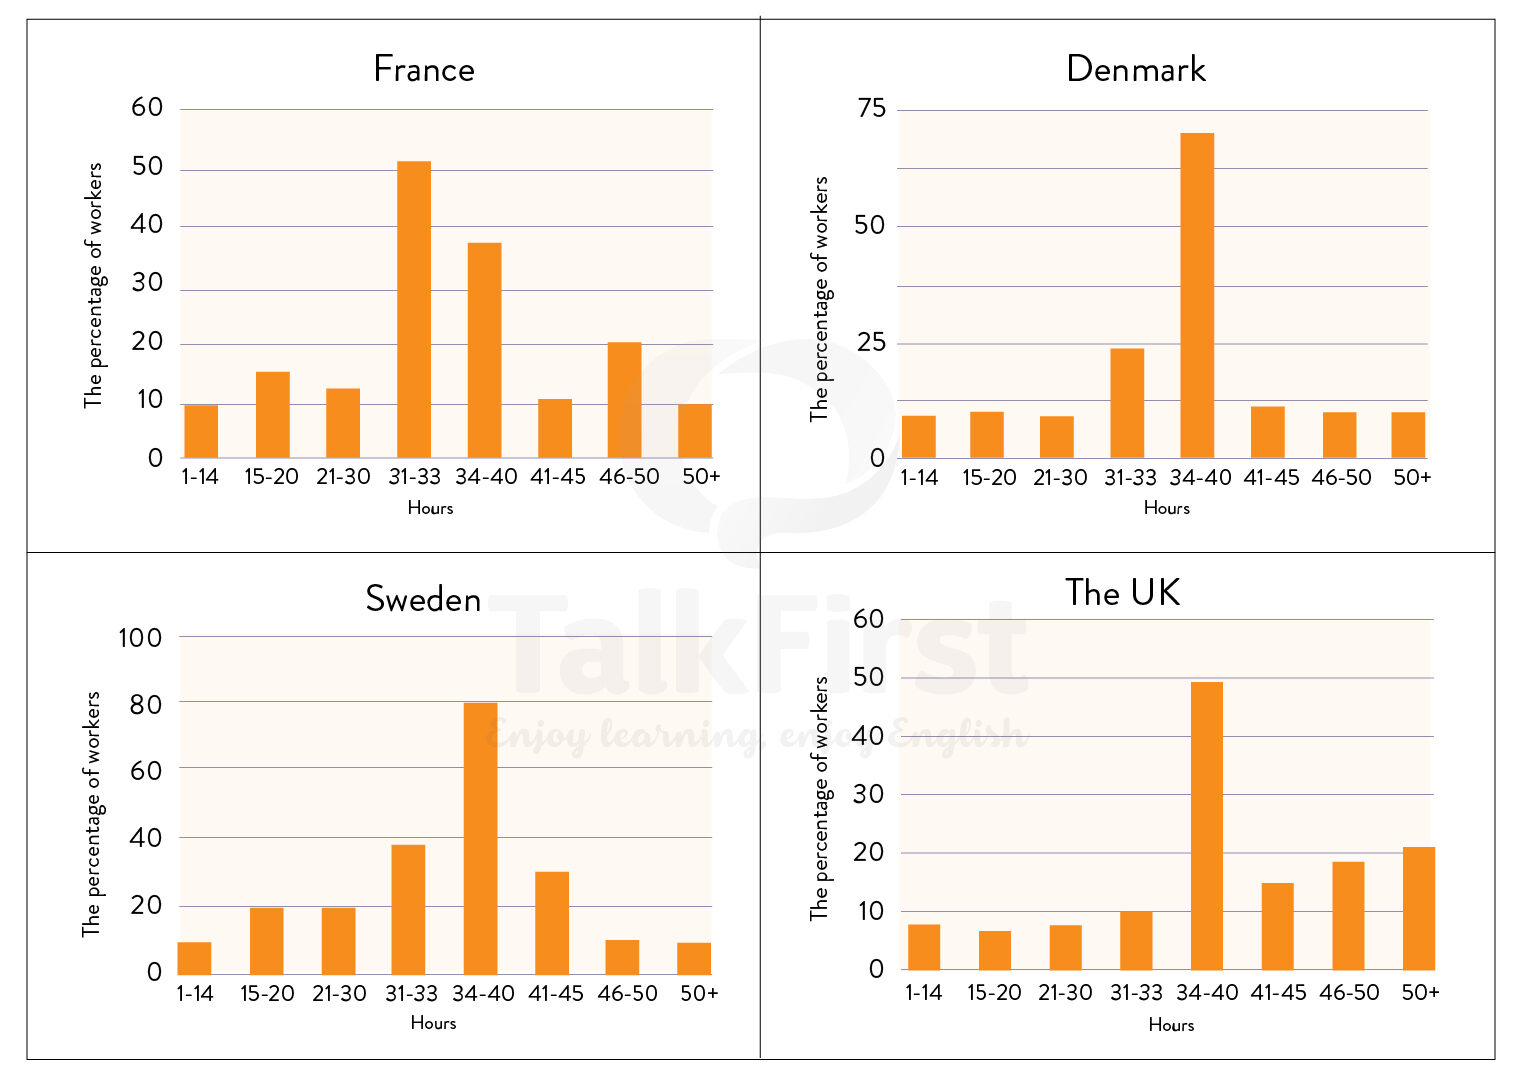 France
60
50
40
30
20
10
0
The percentage of workers
1-14 15-20 21-30 31-33 34-40 41-45 46-50 50+
Hours
Denmark
75
50
25
0
The percentage of workers
1-14 15-20 21-30 31-33 34-40 41-45 46-50 50+
Hours
Sweden
100
80
60
40
20
0
The percentage of workers
1-14 15-20 21-30 31-33 34-40 41-45 46-50 50+
Hours
The UK
60
50
40
30
20
10
0
The percentage of workers
1-14 15-20 21-30 31-33 34-40 41-45 46-50 50+
Hours
TalkFirst
Enjoy learning, enjoy English